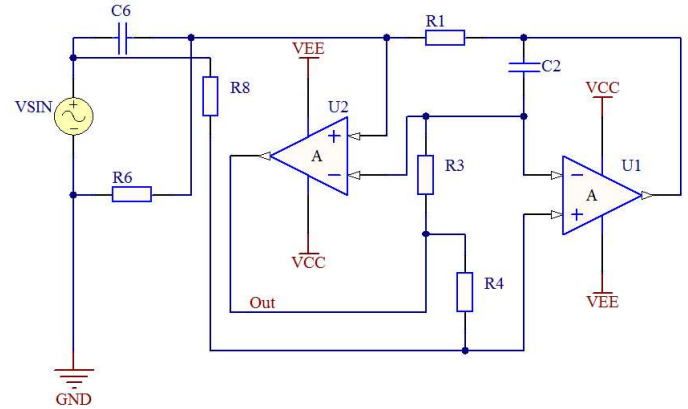 C6
R1
VEE
C2
R8
VCC
VSIN
U2
+
A
−
R3
U1
−
A
+
R6
VCC
R4
VEE
Out
GND